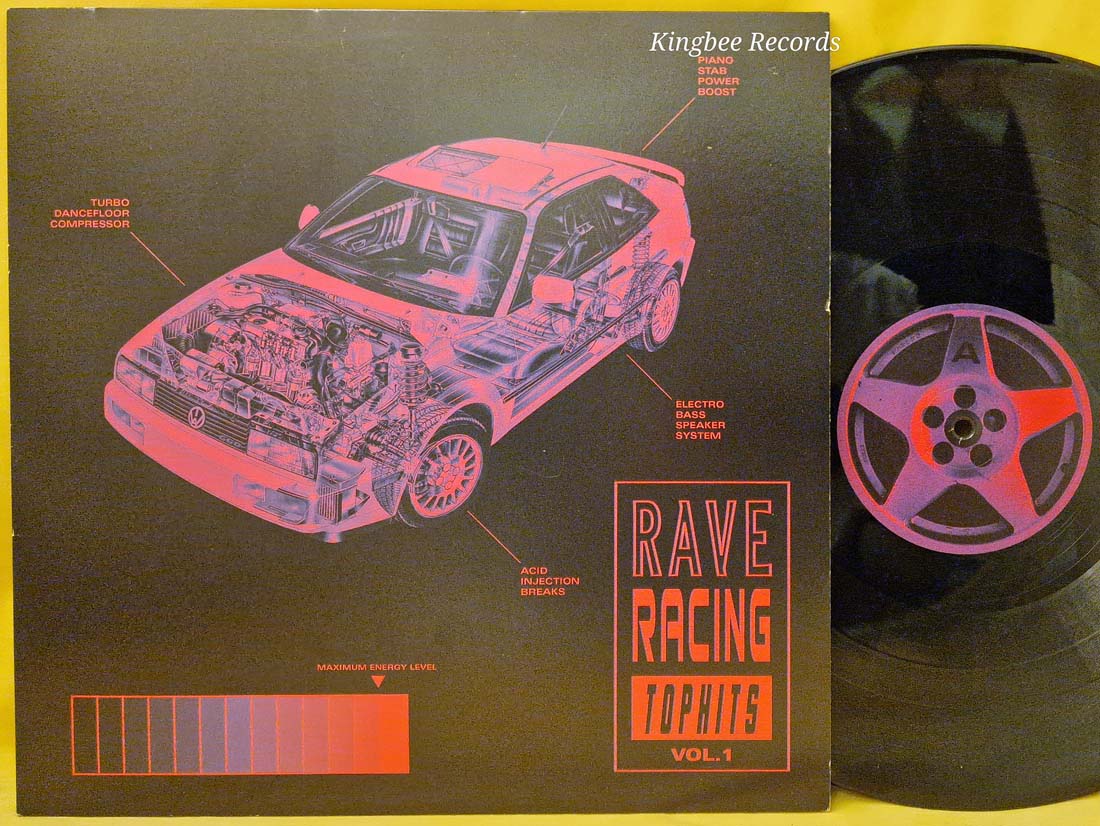 Kingbee Records
PIANO
STAB
POWER
BOOST
TURBO
DANCEFLOOR
COMPRESSOR
A
ELECTRO
BASS
SPEAKER
SYSTEM
RAVE
RACING
TOPHITS
VOL.1
ACID
INJECTION
BREAKS
MAXIMUM ENERGY LEVEL